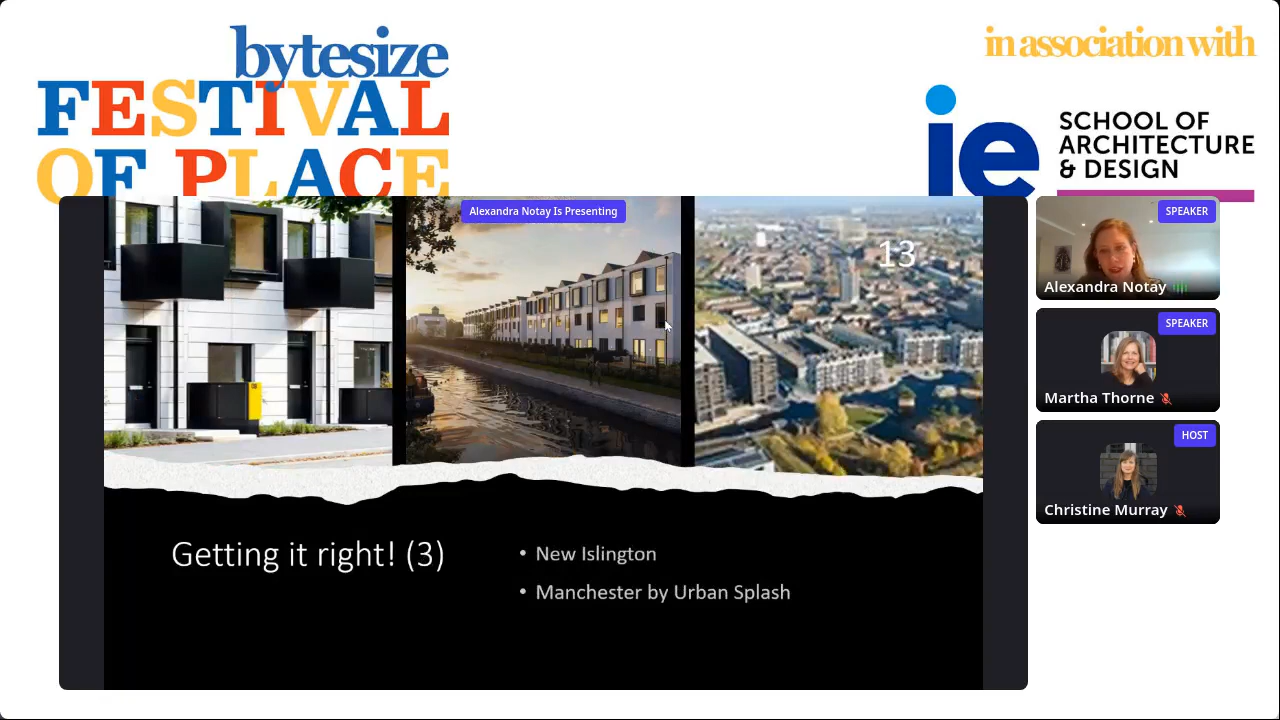 bytesize
FESTIVAL
OF PLACE
in association with
ie
SCHOOL OF
ARCHITECTURE
& DESIGN
Alexandra Notay Is Presenting
13
Getting it right! (3)
• New Islington
• Manchester by Urban Splash
SPEAKER
Alexandra Notay
SPEAKER
Martha Thorne
HOST
Christine Murray